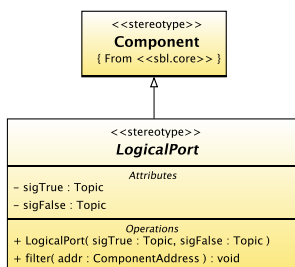 <<stereotype>>
Component
{ From <<sbl.core>> }
<<stereotype>>
LogicalPort
Attributes
- sigTrue : Topic
- sigFalse : Topic
Operations
+ LogicalPort( sigTrue : Topic, sigFalse : Topic )
+ filter( addr : ComponentAddress ) : void